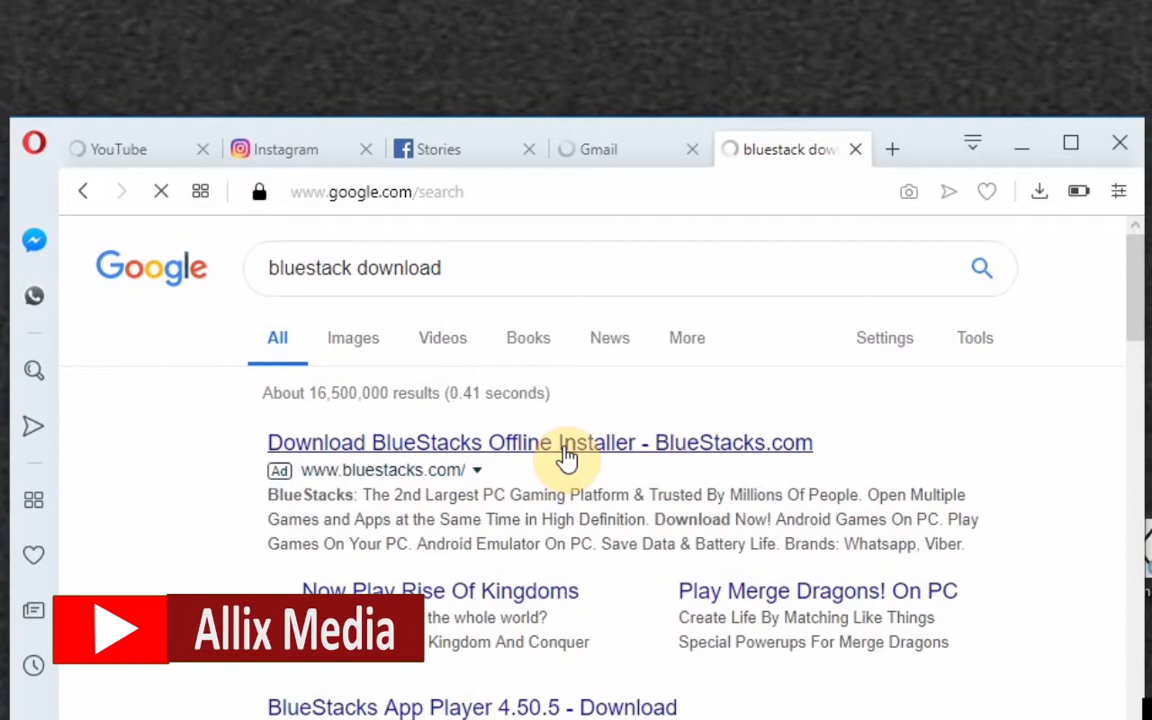 YouTube
Instagram
Stories
Gmail
bluestack dow
www.google.com/search
Google
bluestack download
All
Images
Videos
Books
News
More
Settings
Tools
About 16,500,000 results (0.41 seconds)
Download BlueStacks Offline Installer - BlueStacks.com
Ad www.bluestacks.com/
BlueStacks: The 2nd Largest PC Gaming Platform & Trusted By Millions Of People. Open Multiple
Games and Apps at the Same Time in High Definition. Download Now! Android Games On PC. Play
Games On Your PC. Android Emulator On PC. Save Data & Battery Life. Brands: Whatsapp, Viber.
Now Play Rise Of Kingdoms
the whole world?
Kingdom And Conquer
Play Merge Dragons! On PC
Create Life By Matching Like Things
Special Powerups For Merge Dragons
Allix Media
BlueStacks App Player 4.50.5 - Download